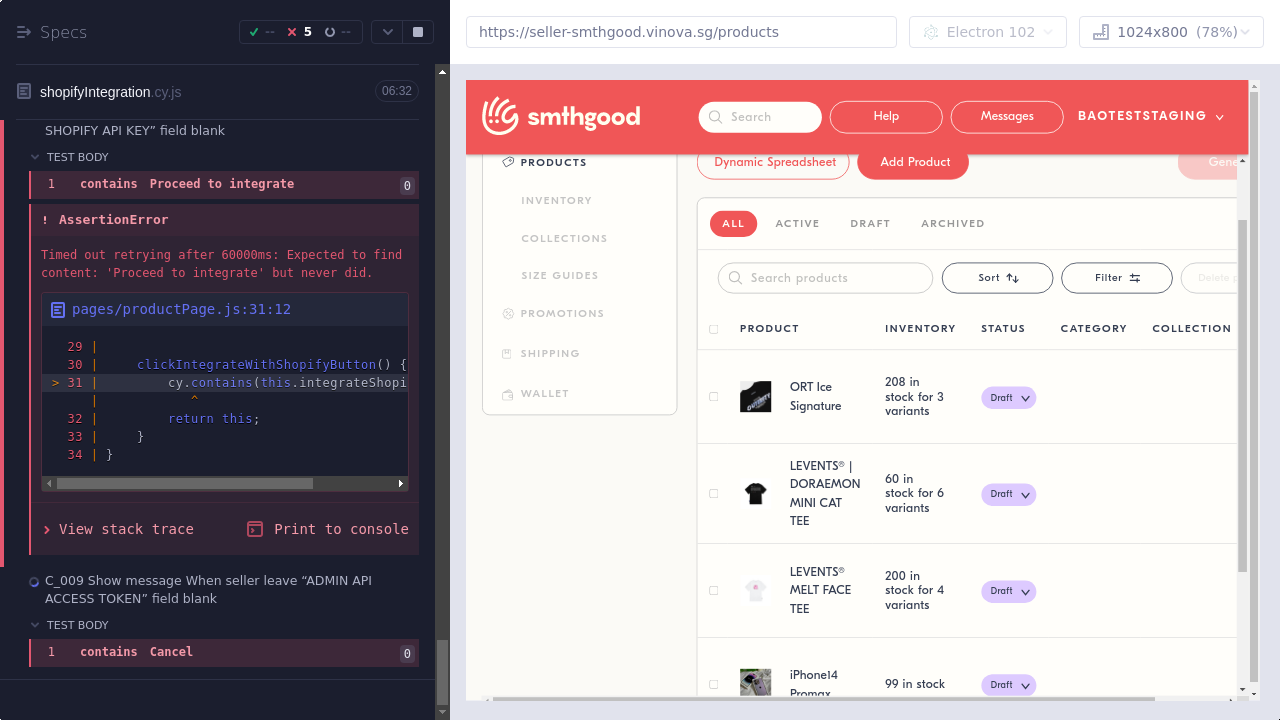 Specs
-- 5 --
https://seller-smthgood.vinova.sg/products
Electron 102
1024x800 (78%)
shopifyIntegration.cy.js
06:32
SHOPIFY API KEY” field blank
TEST BODY
1 contains Proceed to integrate 0
! AssertionError
Timed out retrying after 60000ms: Expected to find
content: 'Proceed to integrate' but never did.
pages/productPage.js:31:12
29 |
30 | clickIntegrateWithShopifyButton() {
> 31 | cy.contains(this.integrateShopi
| ^
32 | return this;
33 | }
34 | }
View stack trace
Print to console
C_009 Show message When seller leave “ADMIN API
ACCESS TOKEN” field blank
TEST BODY
1 contains Cancel 0
smthgood
Search
Help
Messages
BAOTESTSTAGING
PRODUCTS
INVENTORY
COLLECTIONS
SIZE GUIDES
PROMOTIONS
SHIPPING
WALLET
Dynamic Spreadsheet
Add Product
Gene
ALL ACTIVE DRAFT ARCHIVED
Search products
Sort
Filter
Delete
PRODUCT INVENTORY STATUS CATEGORY COLLECTION
ORT Ice
Signature
208 in
stock for 3
variants
Draft
LEVENTS® |
DORAEMON
MINI CAT
TEE
60 in
stock for 6
variants
Draft
LEVENTS®
MELT FACE
TEE
200 in
stock for 4
variants
Draft
iPhone14
Promax
99 in stock
Draft